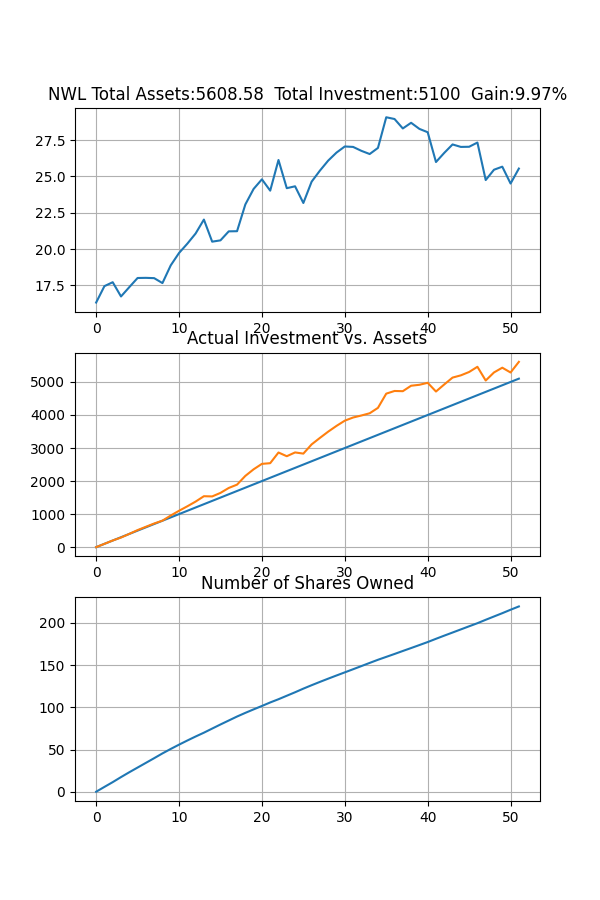 NWL Total Assets:5608.58  Total Investment:5100  Gain:9.97%
27.5
25.0
22.5
20.0
17.5
0 10 20 30 40 50
Actual Investment vs. Assets
5000
4000
3000
2000
1000
0
0 10 20 30 40 50
Number of Shares Owned
200
150
100
50
0
0 10 20 30 40 50